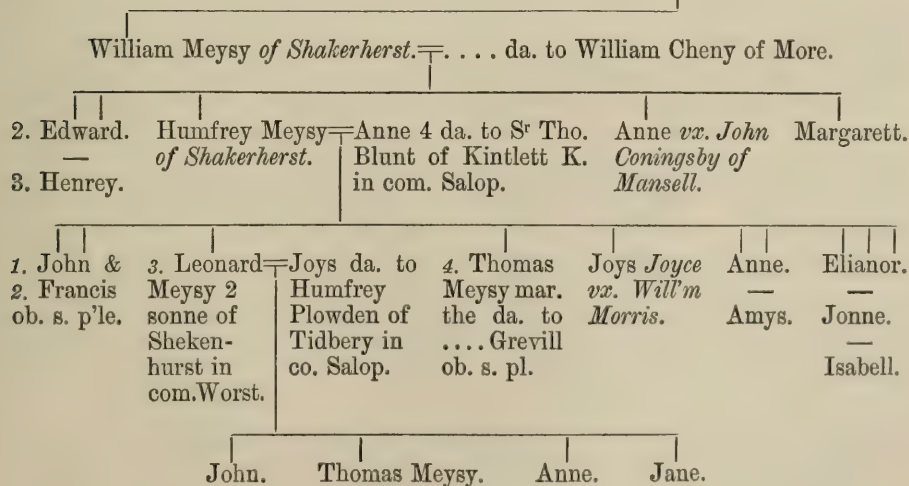 William Meysy of Shakerherst. . . . . da. to William Cheny of More.
2. Edward.
—
3. Henrey.
Humfrey Meysy
of Shakerherst.
Anne 4 da. to Sʳ Tho.
Blunt of Kintlett K.
in com. Salop.
Anne vx. John
Coningsby of
Mansell.
Margarett.
1. John &
2. Francis
ob. s. p'le.
3. Leonard
Meysy 2
sonne of
Sheken-
hurst in
com.Worst.
Joys da. to
Humfrey
Plowden of
Tidbery in
co. Salop.
4. Thomas
Meysy mar.
the da. to
. . . . Grevill
ob. s. pl.
Joys Joyce
vx. Will'm
Morris.
Anne.
—
Amys.
Elianor.
—
Jonne.
—
Isabell.
John. Thomas Meysy. Anne. Jane.